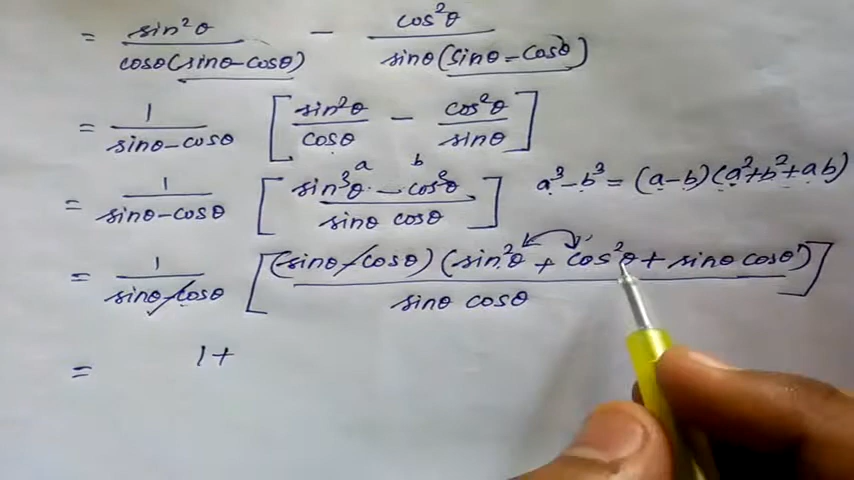 = sin²θ / cosθ(sinθ-cosθ) - cos²θ / sinθ(sinθ-cosθ)
= 1 / sinθ-cosθ [ sin²θ / cosθ - cos²θ / sinθ ]
= 1 / sinθ-cosθ [ sin³θ - cos³θ / sinθ cosθ ] a b a³-b³ = (a-b)(a²+b²+ab)
= 1 / sinθ-cosθ [ (sinθ-cosθ)(sin²θ + cos²θ + sinθ cosθ) / sinθ cosθ ]
= 1+